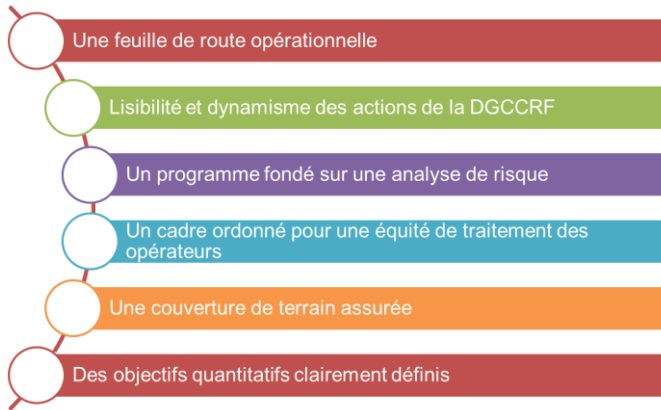 Une feuille de route opérationnelle
Lisibilité et dynamisme des actions de la DGCCRF
Un programme fondé sur une analyse de risque
Un cadre ordonné pour une équité de traitement des
opérateurs
Une couverture de terrain assurée
Des objectifs quantitatifs clairement définis